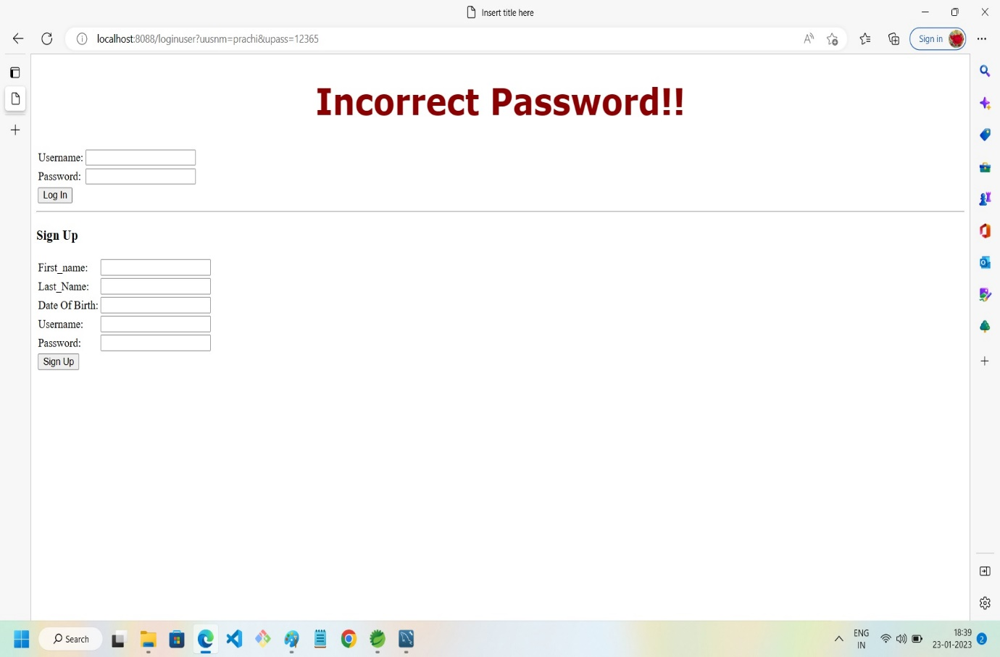 Insert title here
localhost:8088/loginuser?uusnm=prachi&upass=12365
Sign in
Incorrect Password!!
Username:
Password:
Log In
Sign Up
First_name:
Last_Name:
Date Of Birth:
Username:
Password:
Sign Up
Search
ENG
IN
18:39
23-01-2023
2